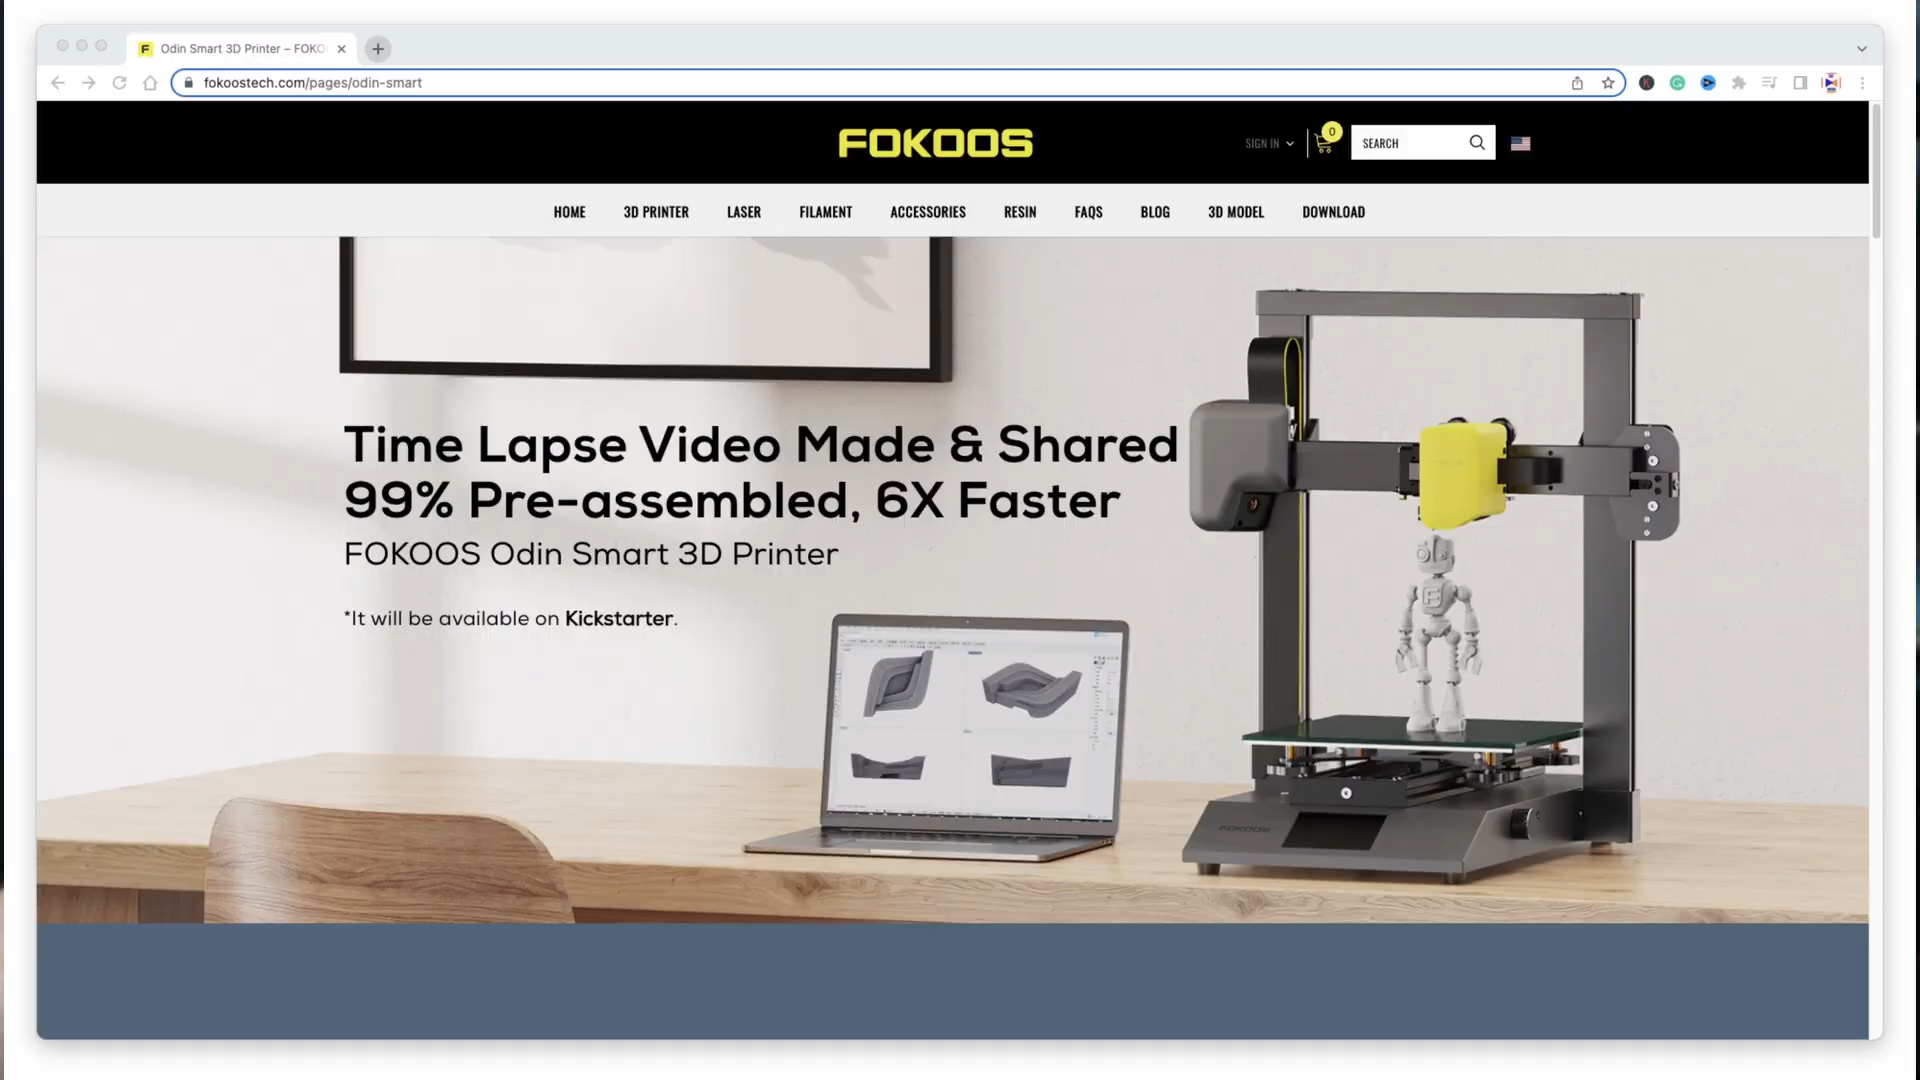 Odin Smart 3D Printer – FOKO
fokoostech.com/pages/odin-smart
FOKOOS
SIGN IN
0
SEARCH
HOME
3D PRINTER
LASER
FILAMENT
ACCESSORIES
RESIN
FAQS
BLOG
3D MODEL
DOWNLOAD
Time Lapse Video Made & Shared
99% Pre-assembled, 6X Faster
FOKOOS Odin Smart 3D Printer
*It will be available on Kickstarter.
FOKOOS